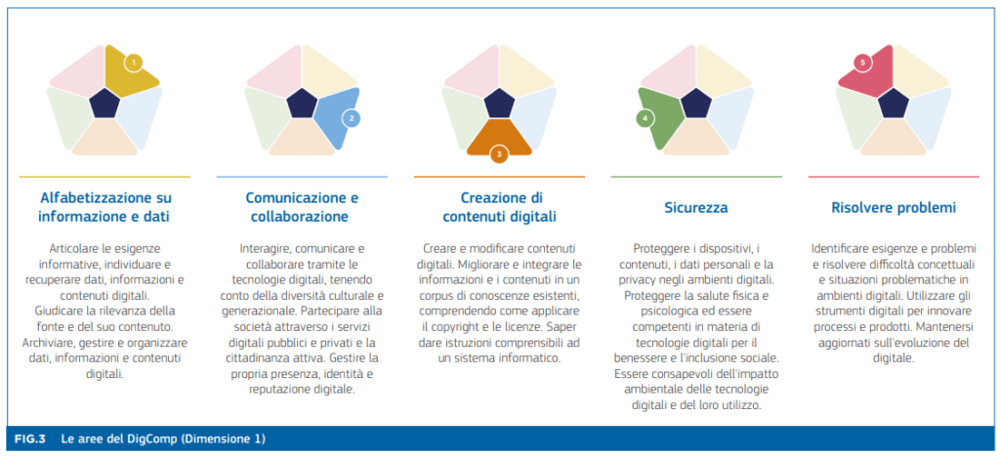 1
Alfabetizzazione su
informazione e dati
Articolare le esigenze
informative, individuare e
recuperare dati, informazioni e
contenuti digitali.
Giudicare la rilevanza della
fonte e del suo contenuto.
Archiviare, gestire e organizzare
dati, informazioni e contenuti
digitali.
2
Comunicazione e
collaborazione
Interagire, comunicare e
collaborare tramite le
tecnologie digitali, tenendo
conto della diversità culturale e
generazionale. Partecipare alla
società attraverso i servizi
digitali pubblici e privati e la
cittadinanza attiva. Gestire la
propria presenza, identità e
reputazione digitale.
3
Creazione di
contenuti digitali
Creare e modificare contenuti
digitali. Migliorare e integrare le
informazioni e i contenuti in un
corpus di conoscenze esistenti,
comprendendo come applicare
il copyright e le licenze. Saper
dare istruzioni comprensibili ad
un sistema informatico.
4
Sicurezza
Proteggere i dispositivi, i
contenuti, i dati personali e la
privacy negli ambienti digitali.
Proteggere la salute fisica e
psicologica ed essere
competenti in materia di
tecnologie digitali per il
benessere e l'inclusione sociale.
Essere consapevoli dell'impatto
ambientale delle tecnologie
digitali e del loro utilizzo.
5
Risolvere problemi
Identificare esigenze e problemi
e risolvere difficoltà concettuali
e situazioni problematiche in
ambienti digitali. Utilizzare gli
strumenti digitali per innovare
processi e prodotti. Mantenersi
aggiornati sull'evoluzione del
digitale.
FIG.3 Le aree del DigComp (Dimensione 1)